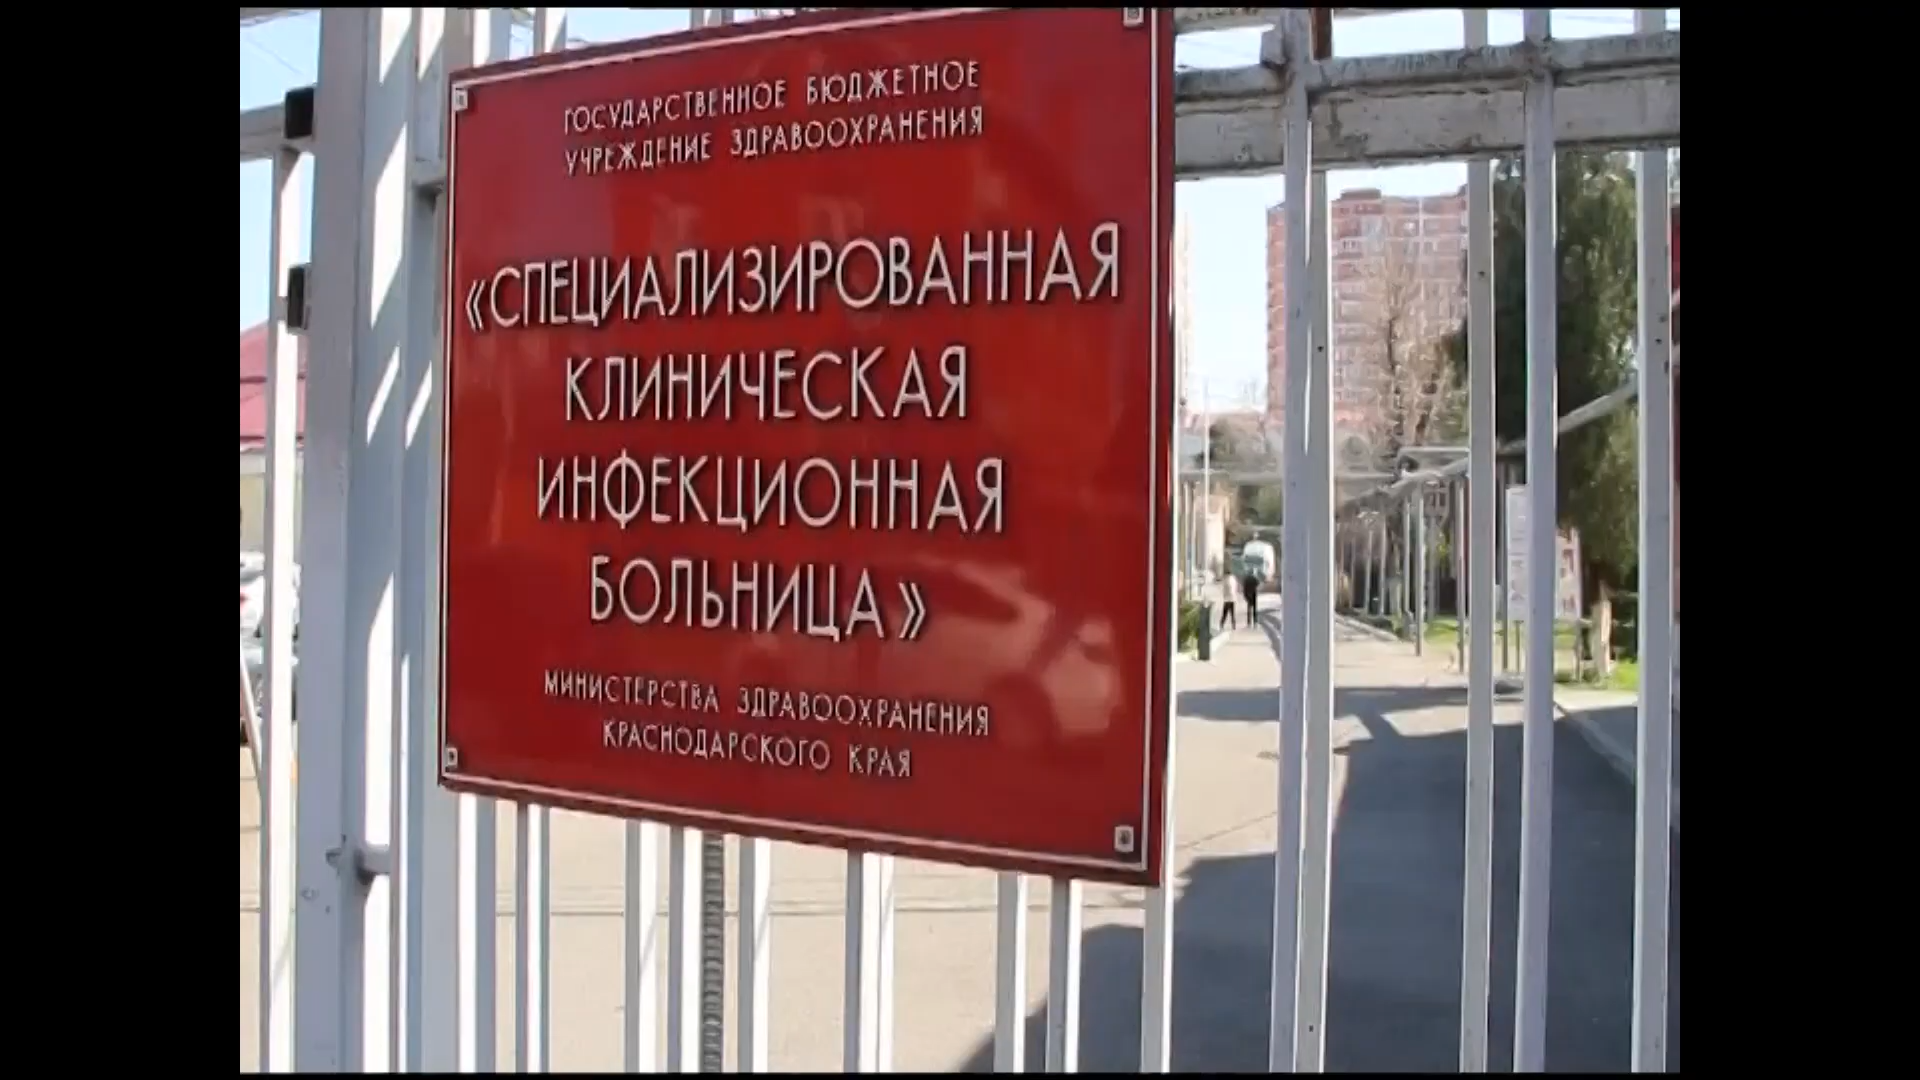 ГОСУДАРСТВЕННОЕ БЮДЖЕТНОЕ
УЧРЕЖДЕНИЕ ЗДРАВООХРАНЕНИЯ
«СПЕЦИАЛИЗИРОВАННАЯ
КЛИНИЧЕСКАЯ
ИНФЕКЦИОННАЯ
БОЛЬНИЦА»
МИНИСТЕРСТВА ЗДРАВООХРАНЕНИЯ
КРАСНОДАРСКОГО КРАЯ